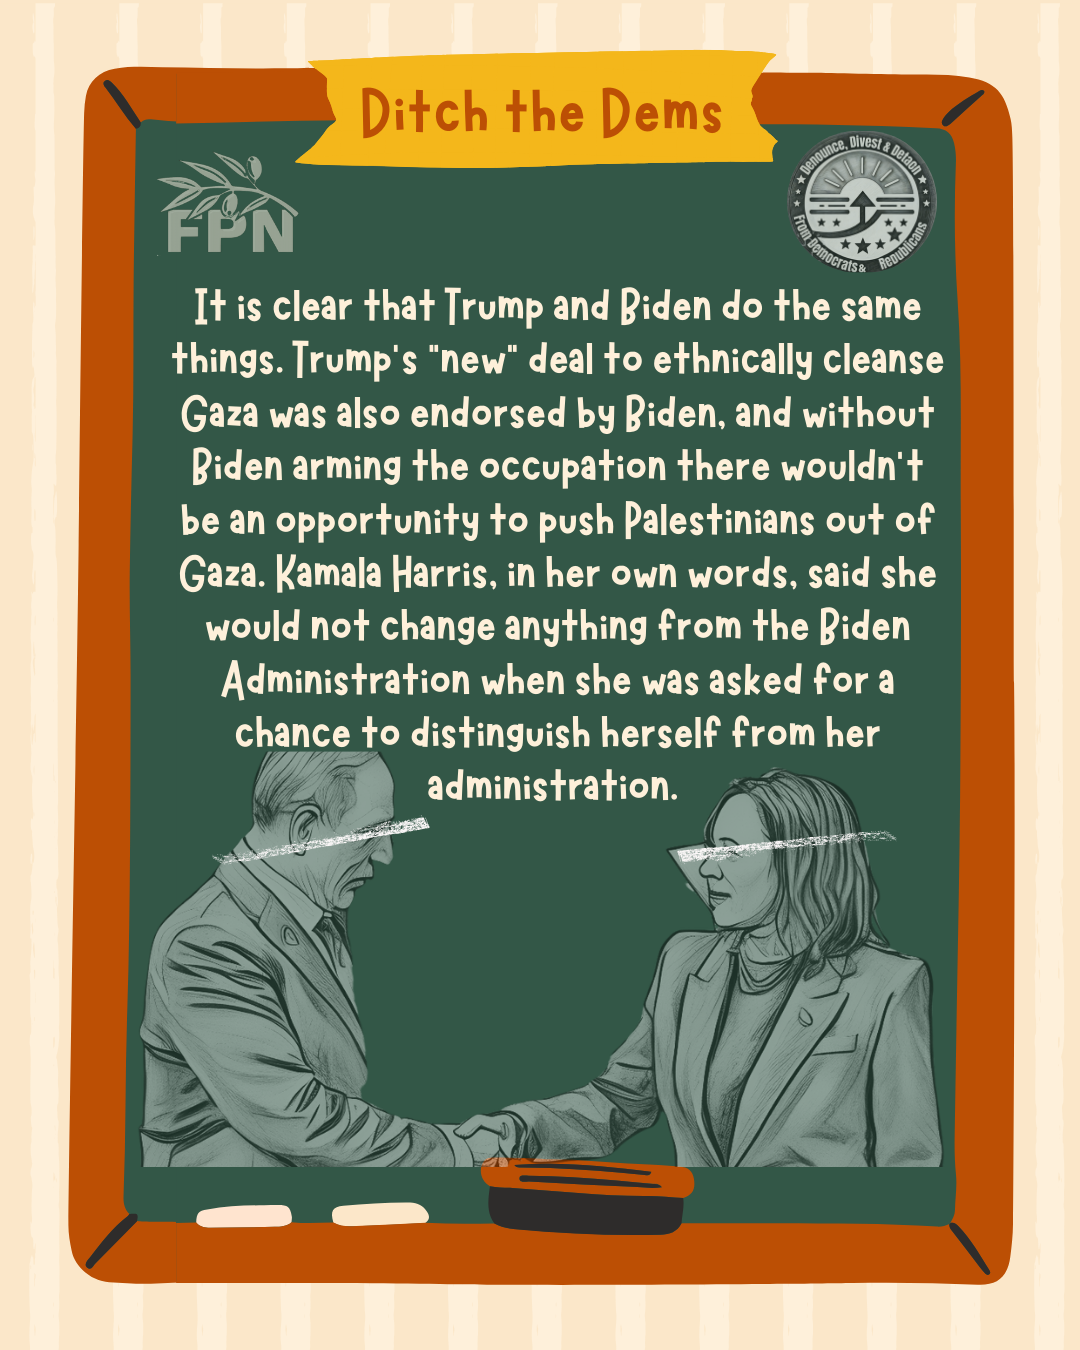 Ditch the Dems
FPN
Denounce, Divest & Detach
From Democrats & Republicans
It is clear that Trump and Biden do the same
things. Trump's "new" deal to ethnically cleanse
Gaza was also endorsed by Biden, and without
Biden arming the occupation there wouldn't
be an opportunity to push Palestinians out of
Gaza. Kamala Harris, in her own words, said she
would not change anything from the Biden
Administration when she was asked for a
chance to distinguish herself from her
administration.